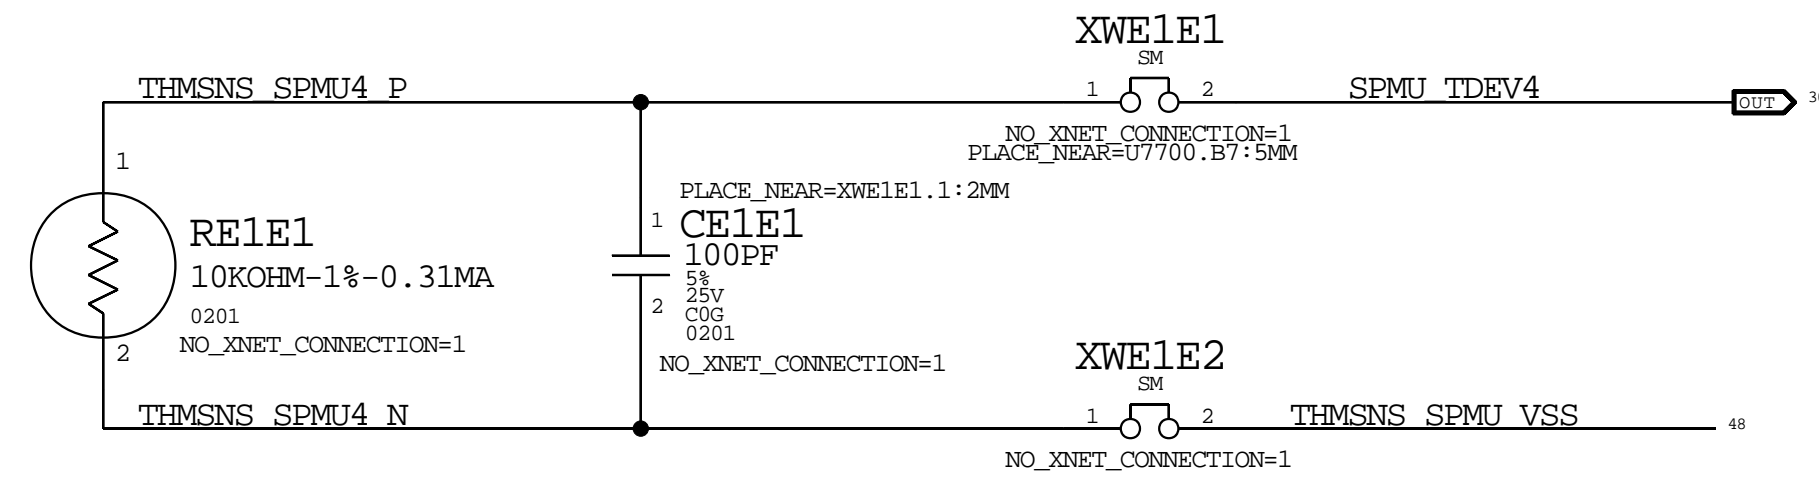 XWE1E1
SM
THMSNS_SPMU4_P
1
2
SPMU_TDEV4
OUT
NO_XNET_CONNECTION=1
PLACE_NEAR=U7700.B7:5MM
1
PLACE_NEAR=XWE1E1.1:2MM
1
CE1E1
100PF
5%
25V
C0G
0201
2
NO_XNET_CONNECTION=1
RE1E1
10KOHM-1%-0.31MA
0201
NO_XNET_CONNECTION=1
2
XWE1E2
SM
THMSNS_SPMU4_N
1
2
THMSNS_SPMU_VSS
48
NO_XNET_CONNECTION=1